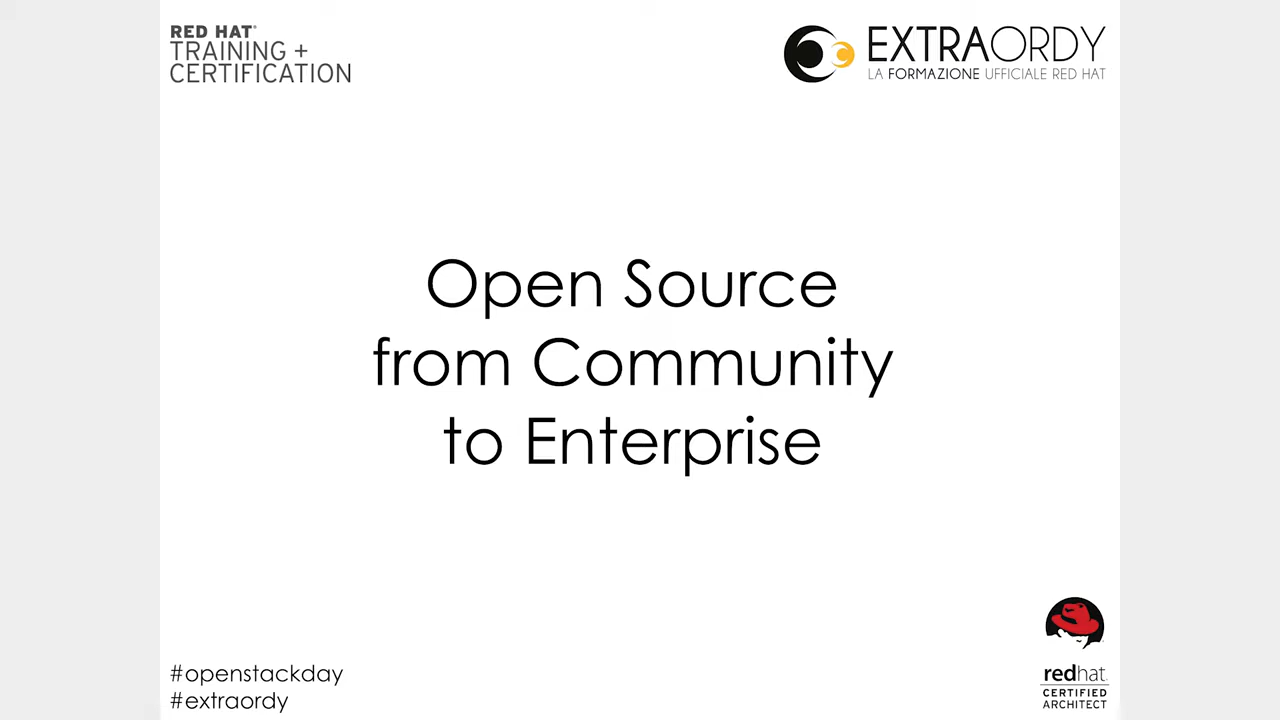 RED HAT®
TRAINING +
CERTIFICATION
EXTRAORDY
LA FORMAZIONE UFFICIALE RED HAT
Open Source
from Community
to Enterprise
#openstackday
#extraordy
redhat.
CERTIFIED
ARCHITECT